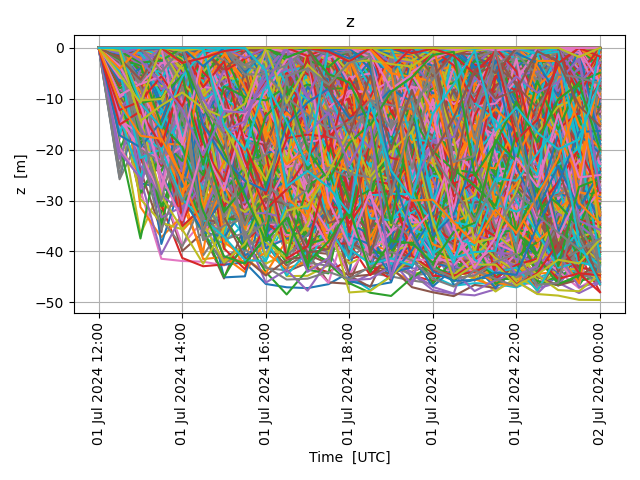 z
0
−10
−20
−30
−40
−50
z [m]
01 Jul 2024 12:00
01 Jul 2024 14:00
01 Jul 2024 16:00
01 Jul 2024 18:00
01 Jul 2024 20:00
01 Jul 2024 22:00
02 Jul 2024 00:00
Time [UTC]